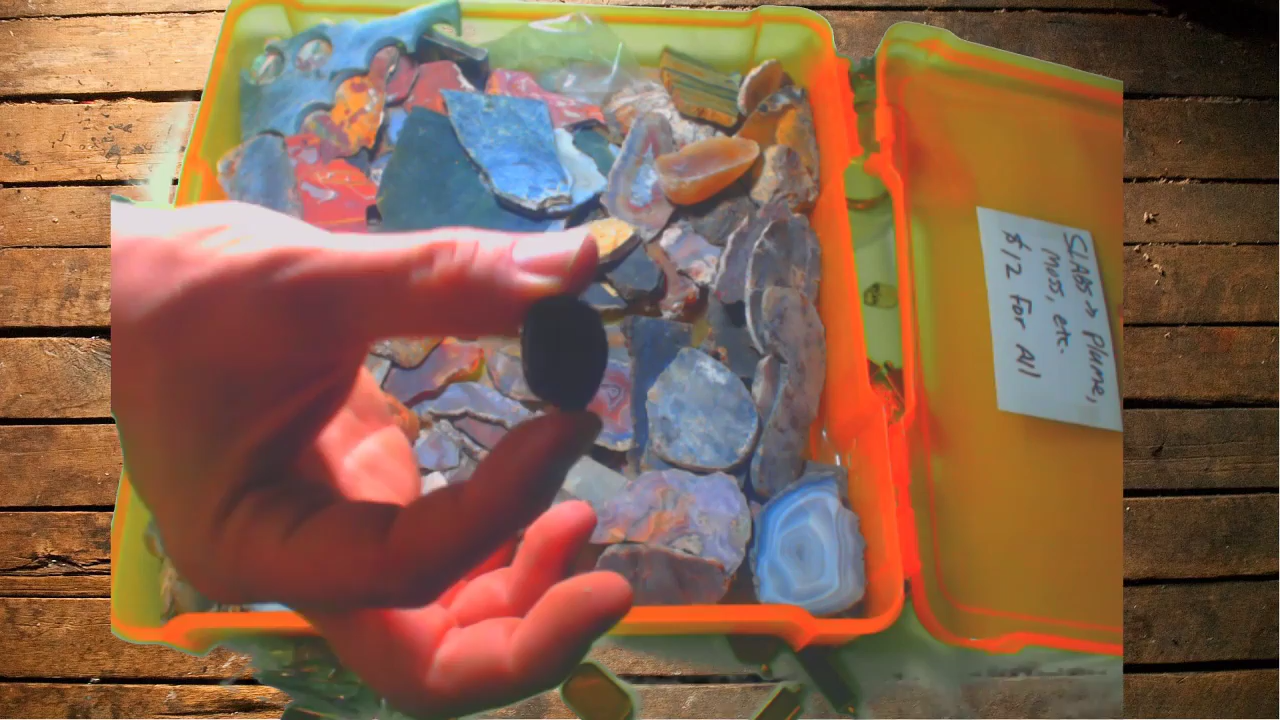 SLABS → Plume,
Moss, etc.
$12 For All